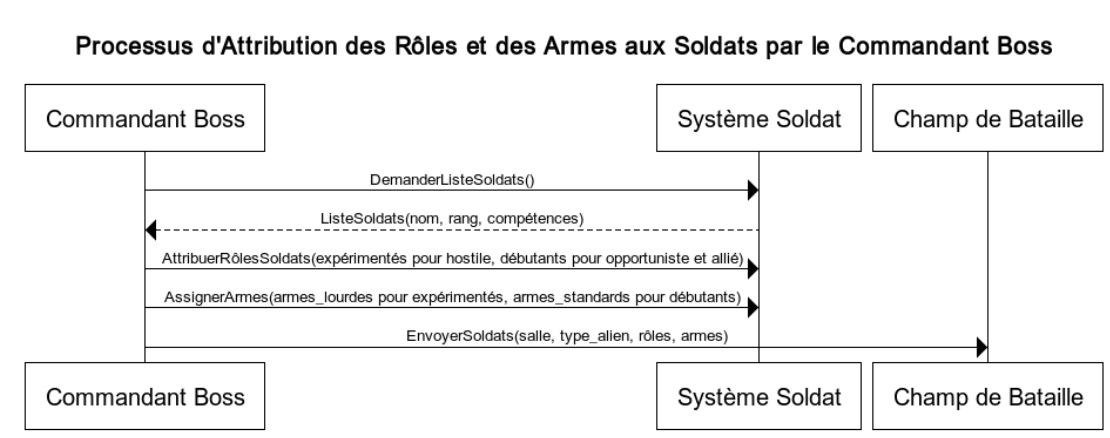 Processus d'Attribution des Rôles et des Armes aux Soldats par le Commandant Boss
Commandant Boss
Système Soldat
Champ de Bataille
DemanderListeSoldats()
ListeSoldats(nom, rang, compétences)
AttribuerRôlesSoldats(expérimentés pour hostile, débutants pour opportuniste et allié)
AssignerArmes(armes_lourdes pour expérimentés, armes_standards pour débutants)
EnvoyerSoldats(salle, type_alien, rôles, armes)
Commandant Boss
Système Soldat
Champ de Bataille